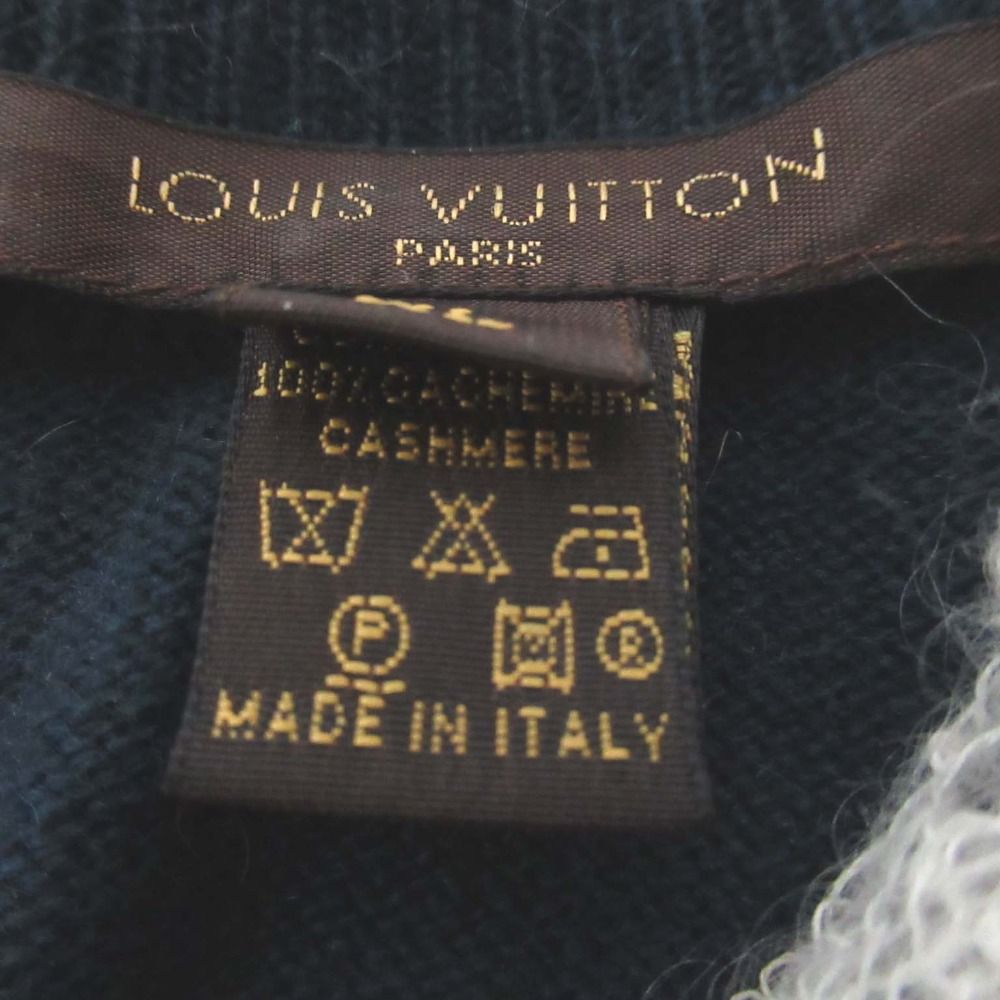 LOUIS VUITTON
PARIS
100% CACHEMIRE
CASHMERE
P
R
MADE IN ITALY